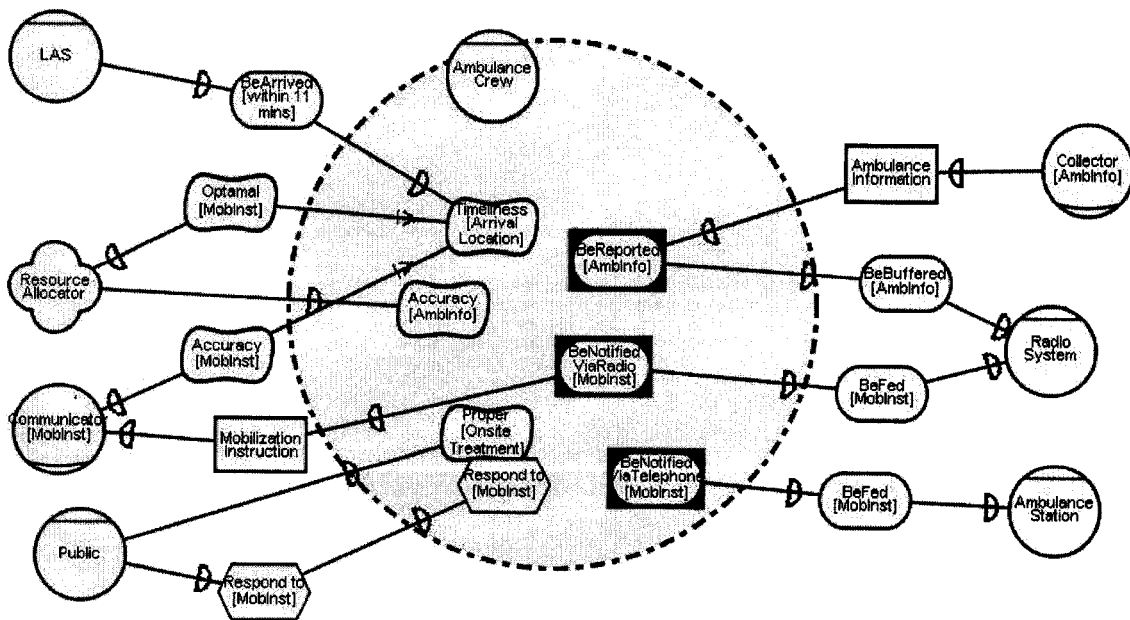 LAS
BeArrived
[within 11
mins]
Ambulance
Crew
Optamal
[MobInst]
Timeliness
[Arrival
Location]
Resource
Allocator
Accuracy
[AmbInfo]
Accuracy
[MobInst]
Communicator
[MobInst]
Mobilization
Instruction
Proper
[Onsite
Treatment]
Respond to
[MobInst]
Public
Respond to
[MobInst]
BeReported
[AmbInfo]
BeNotified
ViaRadio
[MobInst]
BeNotified
ViaTelephone
[MobInst]
Ambulance
Information
Collector
[AmbInfo]
BeBuffered
[AmbInfo]
Radio
System
BeFed
[MobInst]
BeFed
[MobInst]
Ambulance
Station